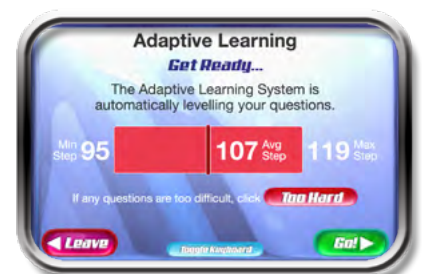 Adaptive Learning
Get Ready...
The Adaptive Learning System is
automatically levelling your questions.
Min Step 95 107 Avg Step 119 Max Step
If any questions are too difficult, click Too Hard
Leave Toggle Keyboard Go!